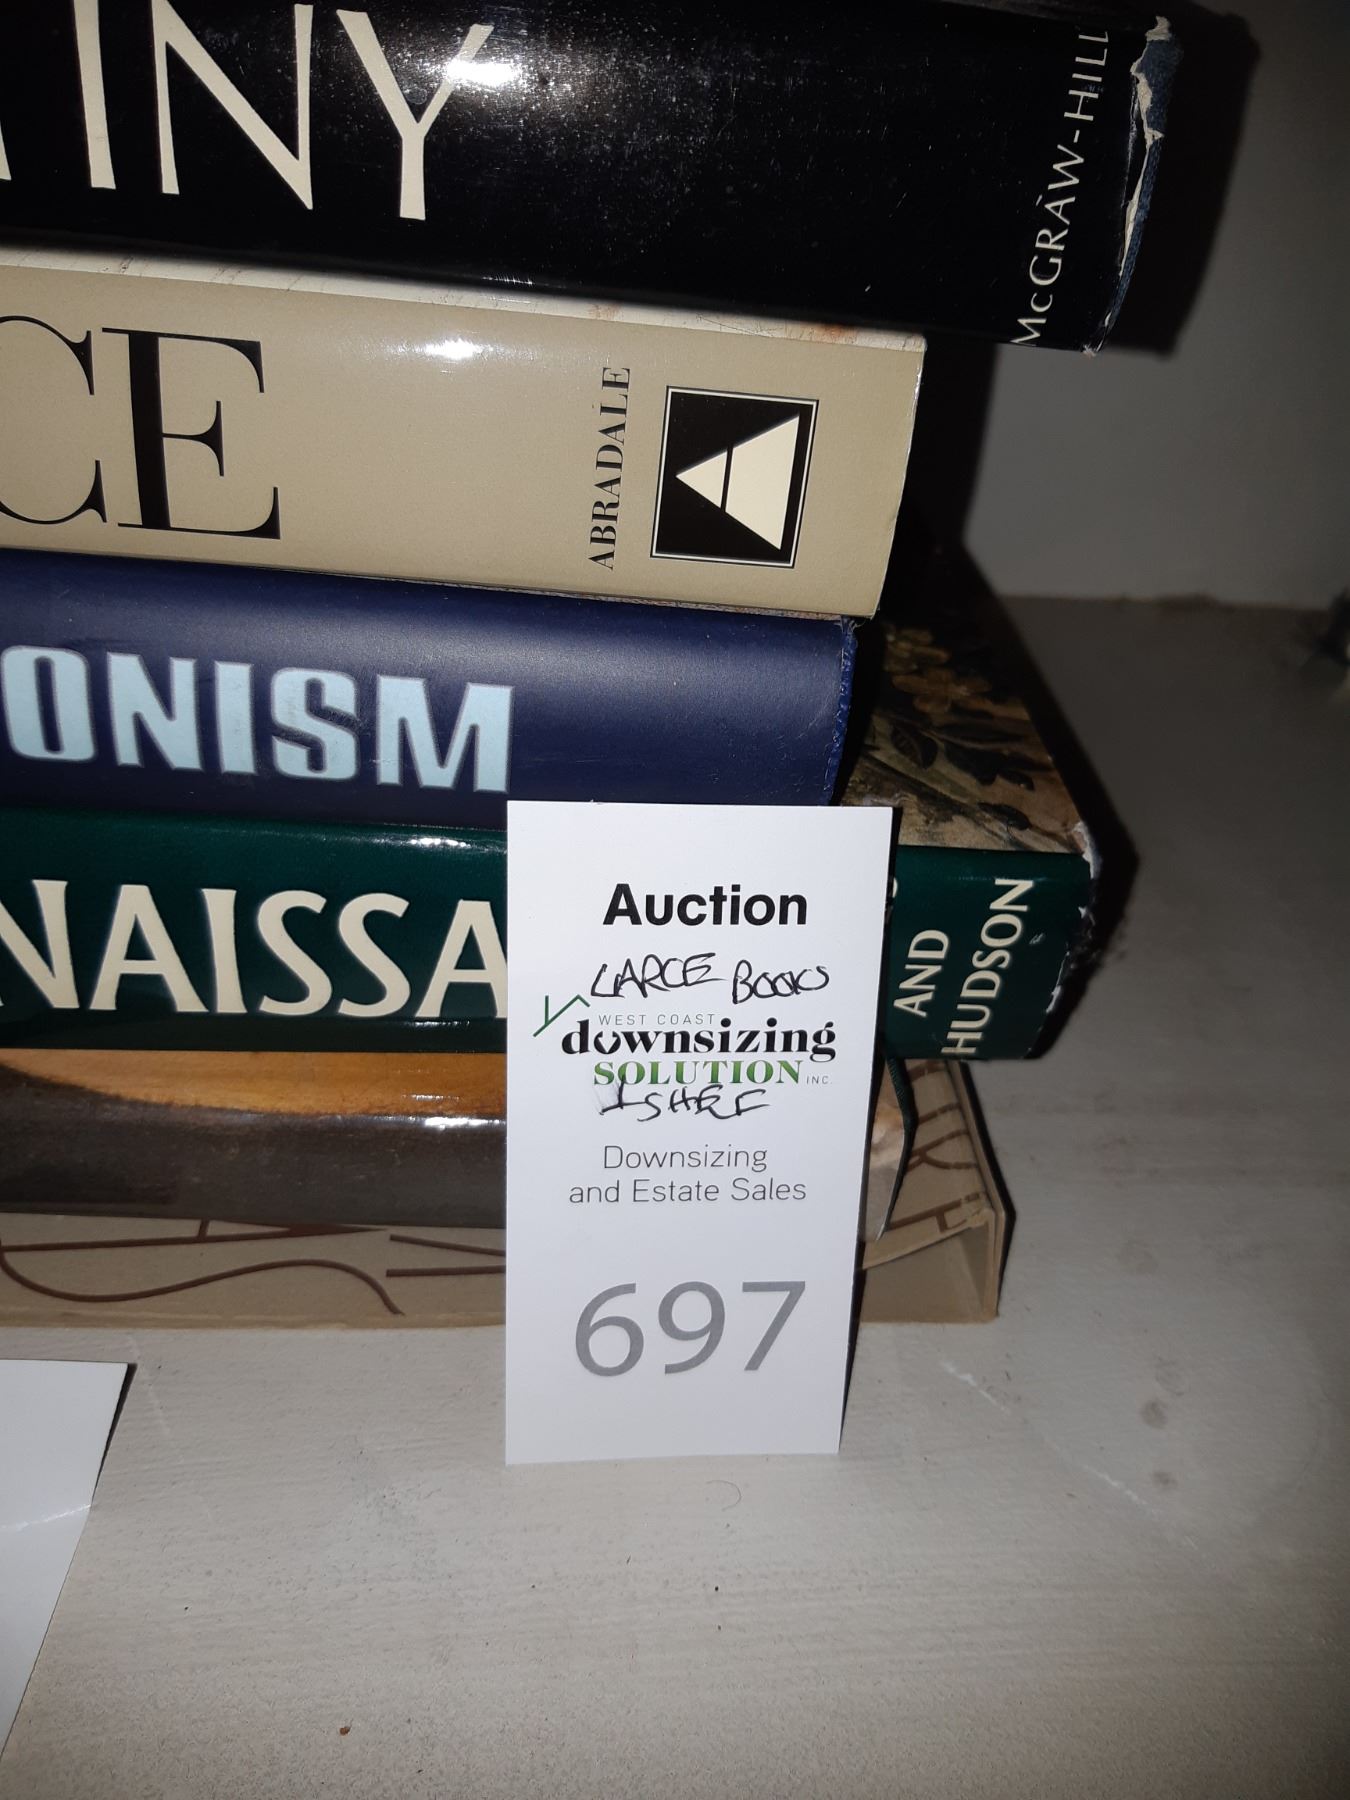 TINY
McGRAW-HILL
CE
ABRADALE
ONISM
NAISSA
AND
HUDSON
Auction
LARGE BOOKS
WEST COAST
downsizing
SOLUTION INC.
1 SHELF
Downsizing
and Estate Sales
697